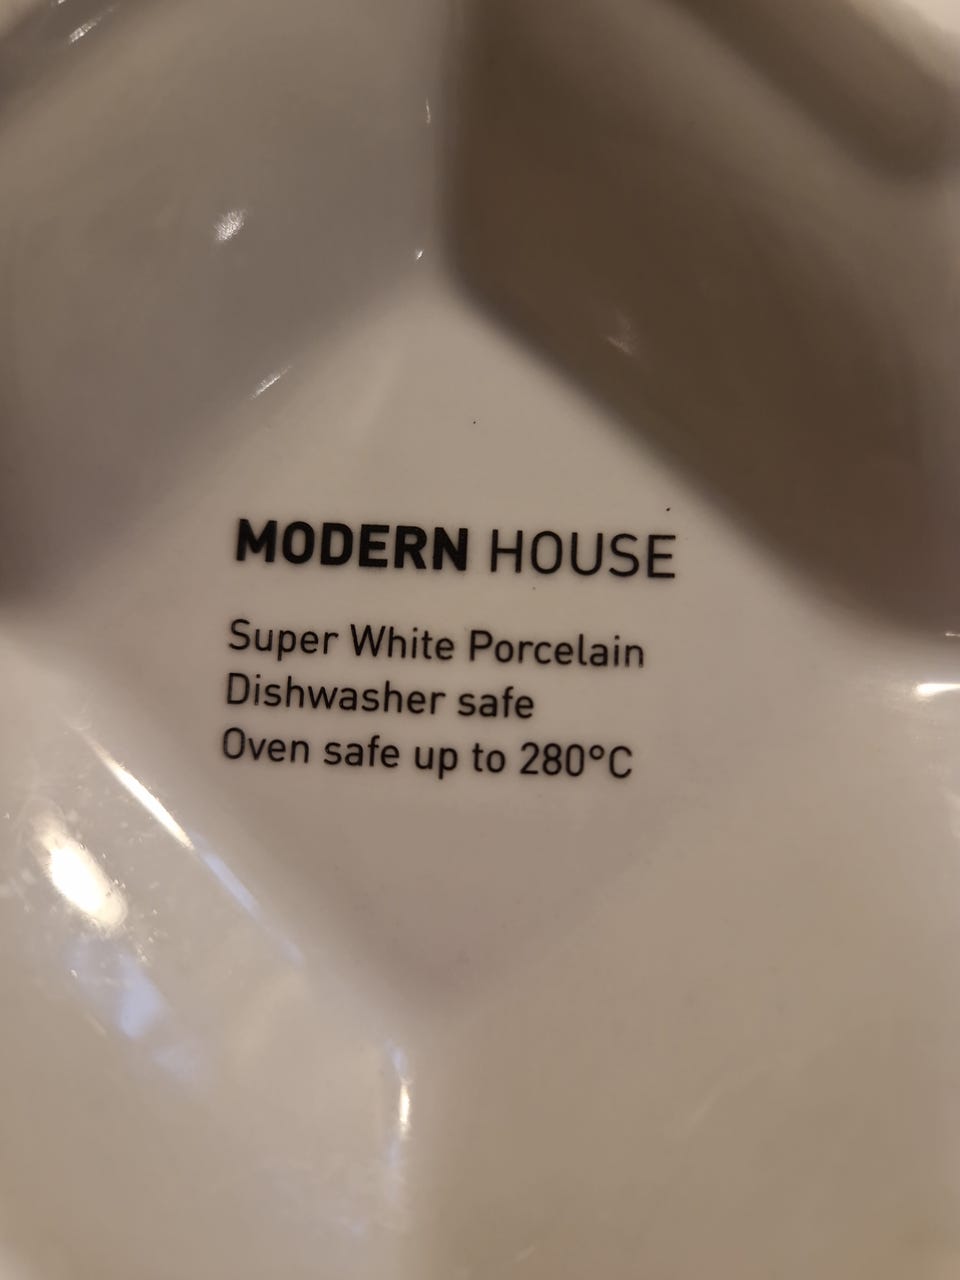 MODERN HOUSE
Super White Porcelain
Dishwasher safe
Oven safe up to 280°C